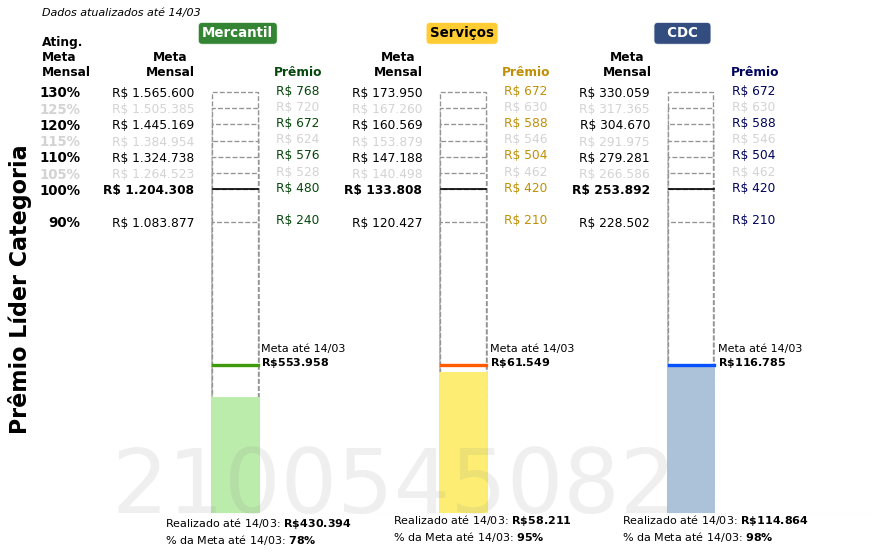 Dados atualizados até 14/03
Mercantil Serviços CDC
Ating. Meta Mensal Meta Mensal Prêmio Meta Mensal Prêmio Meta Mensal Prêmio
130% R$ 1.565.600 R$ 768 R$ 173.950 R$ 672 R$ 330.059 R$ 672
125% R$ 1.505.385 R$ 720 R$ 167.260 R$ 630 R$ 317.365 R$ 630
120% R$ 1.445.169 R$ 672 R$ 160.569 R$ 588 R$ 304.670 R$ 588
115% R$ 1.384.954 R$ 624 R$ 153.879 R$ 546 R$ 291.975 R$ 546
110% R$ 1.324.738 R$ 576 R$ 147.188 R$ 504 R$ 279.281 R$ 504
105% R$ 1.264.523 R$ 528 R$ 140.498 R$ 462 R$ 266.586 R$ 462
100% R$ 1.204.308 R$ 480 R$ 133.808 R$ 420 R$ 253.892 R$ 420
90% R$ 1.083.877 R$ 240 R$ 120.427 R$ 210 R$ 228.502 R$ 210
Prêmio Líder Categoria
Meta até 14/03 Meta até 14/03 Meta até 14/03
R$553.958 R$61.549 R$116.785
2100545082
Realizado até 14/03: R$430.394 Realizado até 14/03: R$58.211 Realizado até 14/03: R$114.864
% da Meta até 14/03: 78% % da Meta até 14/03: 95% % da Meta até 14/03: 98%